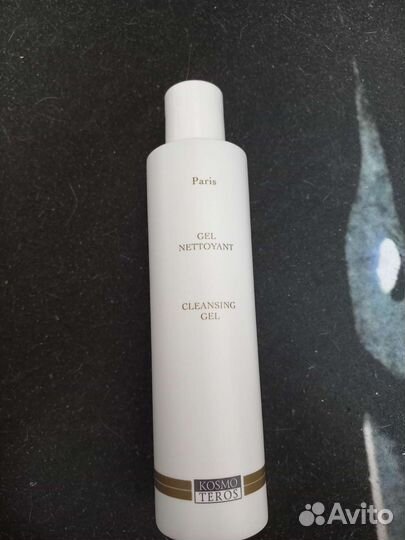 Paris
GEL
NETTOYANT
CLEANSING
GEL
KOSMO
TEROS
Avito